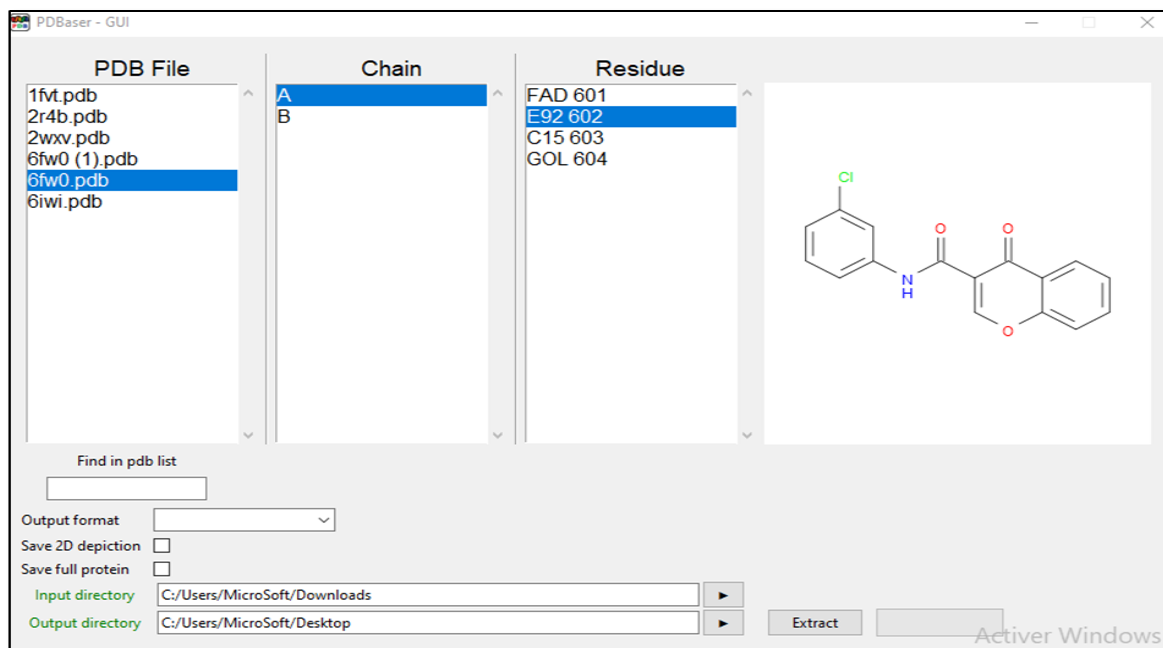 PDBaser - GUI
PDB File
Chain
Residue
1fvt.pdb
2r4b.pdb
2wxv.pdb
6fw0 (1).pdb
6fw0.pdb
6iwi.pdb
A
B
FAD 601
E92 602
C15 603
GOL 604
Cl
O
O
N
H
O
Find in pdb list
Output format
Save 2D depiction
Save full protein
Input directory
C:/Users/MicroSoft/Downloads
Output directory
C:/Users/MicroSoft/Desktop
Extract
Activer Windows